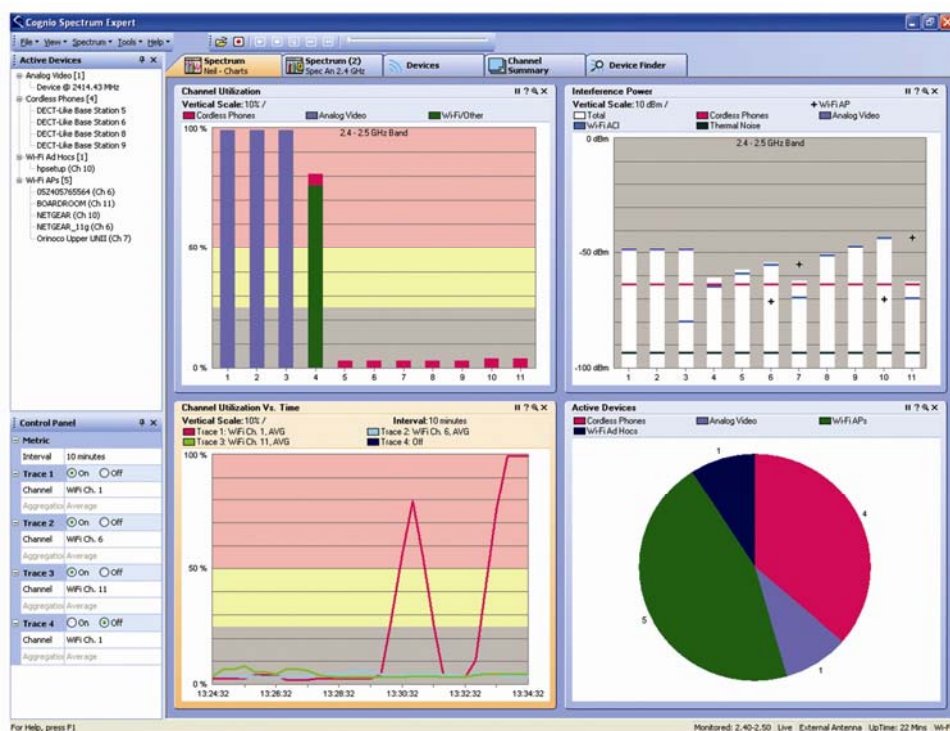 Cognio Spectrum Expert
File View Spectrum Tools Help
Active Devices
Analog Video [1]
Device @ 2414.43 MHz
Cordless Phones [4]
DECT-Like Base Station 5
DECT-Like Base Station 6
DECT-Like Base Station 8
DECT-Like Base Station 9
Wi-Fi Ad Hocs [1]
hpsetup (Ch 10)
Wi-Fi APs [5]
052405765564 (Ch 6)
BOARDROOM (Ch 11)
NETGEAR (Ch 10)
NETGEAR_11g (Ch 6)
Orinoco Upper UNII (Ch 7)
Control Panel
Metric
Interval 10 minutes
Trace 1 On Off
Channel WiFi Ch. 1
Aggregatio Average
Trace 2 On Off
Channel WiFi Ch. 6
Aggregatio Average
Trace 3 On Off
Channel WiFi Ch. 11
Aggregatio Average
Trace 4 On Off
Channel WiFi Ch. 1
Aggregatio Average
Spectrum
Neil - Charts
Spectrum (2)
Spec An 2.4 GHz
Devices
Channel
Summary
Device Finder
Channel Utilization
Vertical Scale: 10% /
Cordless Phones Analog Video Wi-Fi/Other
2.4 - 2.5 GHz Band
100 %
50 %
0 %
1 2 3 4 5 6 7 8 9 10 11
Interference Power
Vertical Scale: 10 dBm / + Wi-Fi AP
Total Cordless Phones Analog Video
Wi-Fi ACI Thermal Noise
2.4 - 2.5 GHz Band
0 dBm
-50 dBm
-100 dBm
1 2 3 4 5 6 7 8 9 10 11
Channel Utilization Vs. Time
Vertical Scale: 10% / Interval: 10 minutes
Trace 1: WiFi Ch. 1, AVG Trace 2: WiFi Ch. 6, AVG
Trace 3: WiFi Ch. 11, AVG Trace 4: Off
100 %
50 %
0 %
13:24:32 13:26:32 13:28:32 13:30:32 13:32:32 13:34:32
Active Devices
Cordless Phones Analog Video Wi-Fi APs
Wi-Fi Ad Hocs
1
4
5
1
For Help, press F1
Monitored: 2.40-2.50 Live External Antenna UpTime: 22 Mins Wi-F